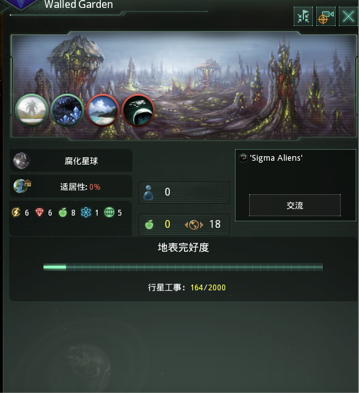 Walled Garden
腐化星球
适居性: 0%
6 6 8 1 5
0
0 18
'Sigma Aliens'
交流
地表完好度
行星工事: 164/2000